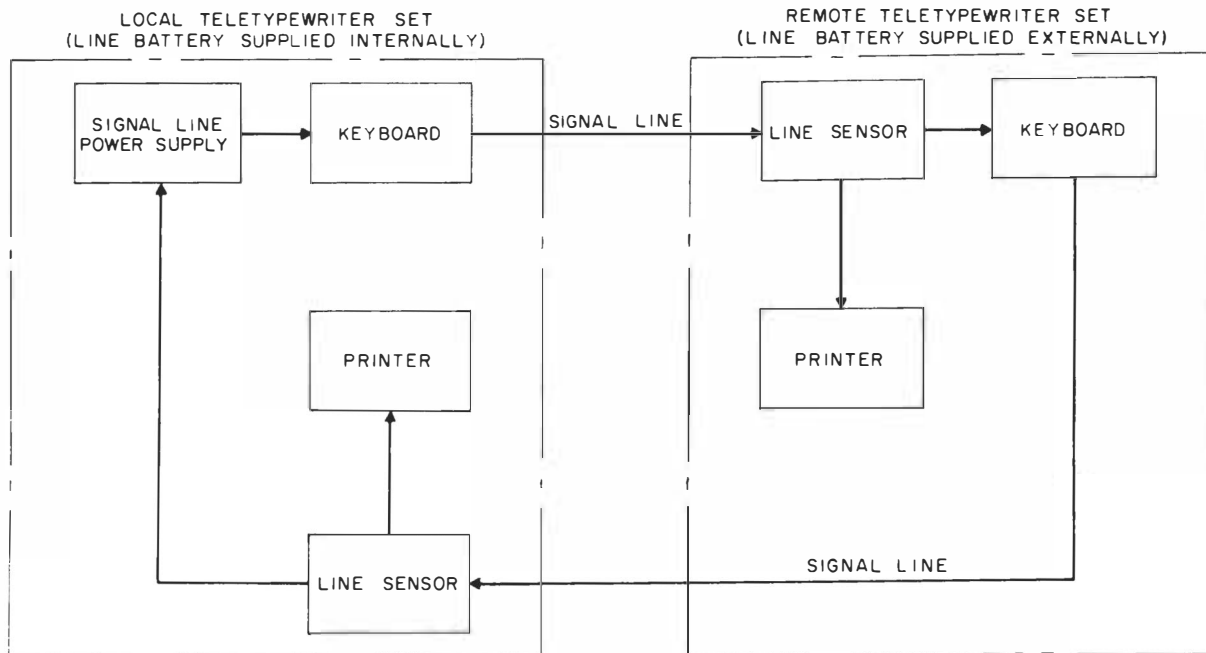 LOCAL TELETYPEWRITER SET
(LINE BATTERY SUPPLIED INTERNALLY)
REMOTE TELETYPEWRITER SET
(LINE BATTERY SUPPLIED EXTERNALLY)
SIGNAL LINE
POWER SUPPLY
KEYBOARD
SIGNAL LINE
LINE SENSOR
KEYBOARD
PRINTER
PRINTER
LINE SENSOR
SIGNAL LINE